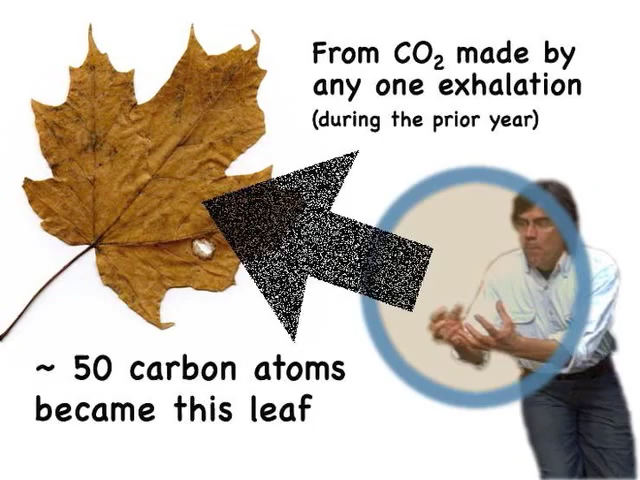 From CO₂ made by
any one exhalation
(during the prior year)
~ 50 carbon atoms
became this leaf